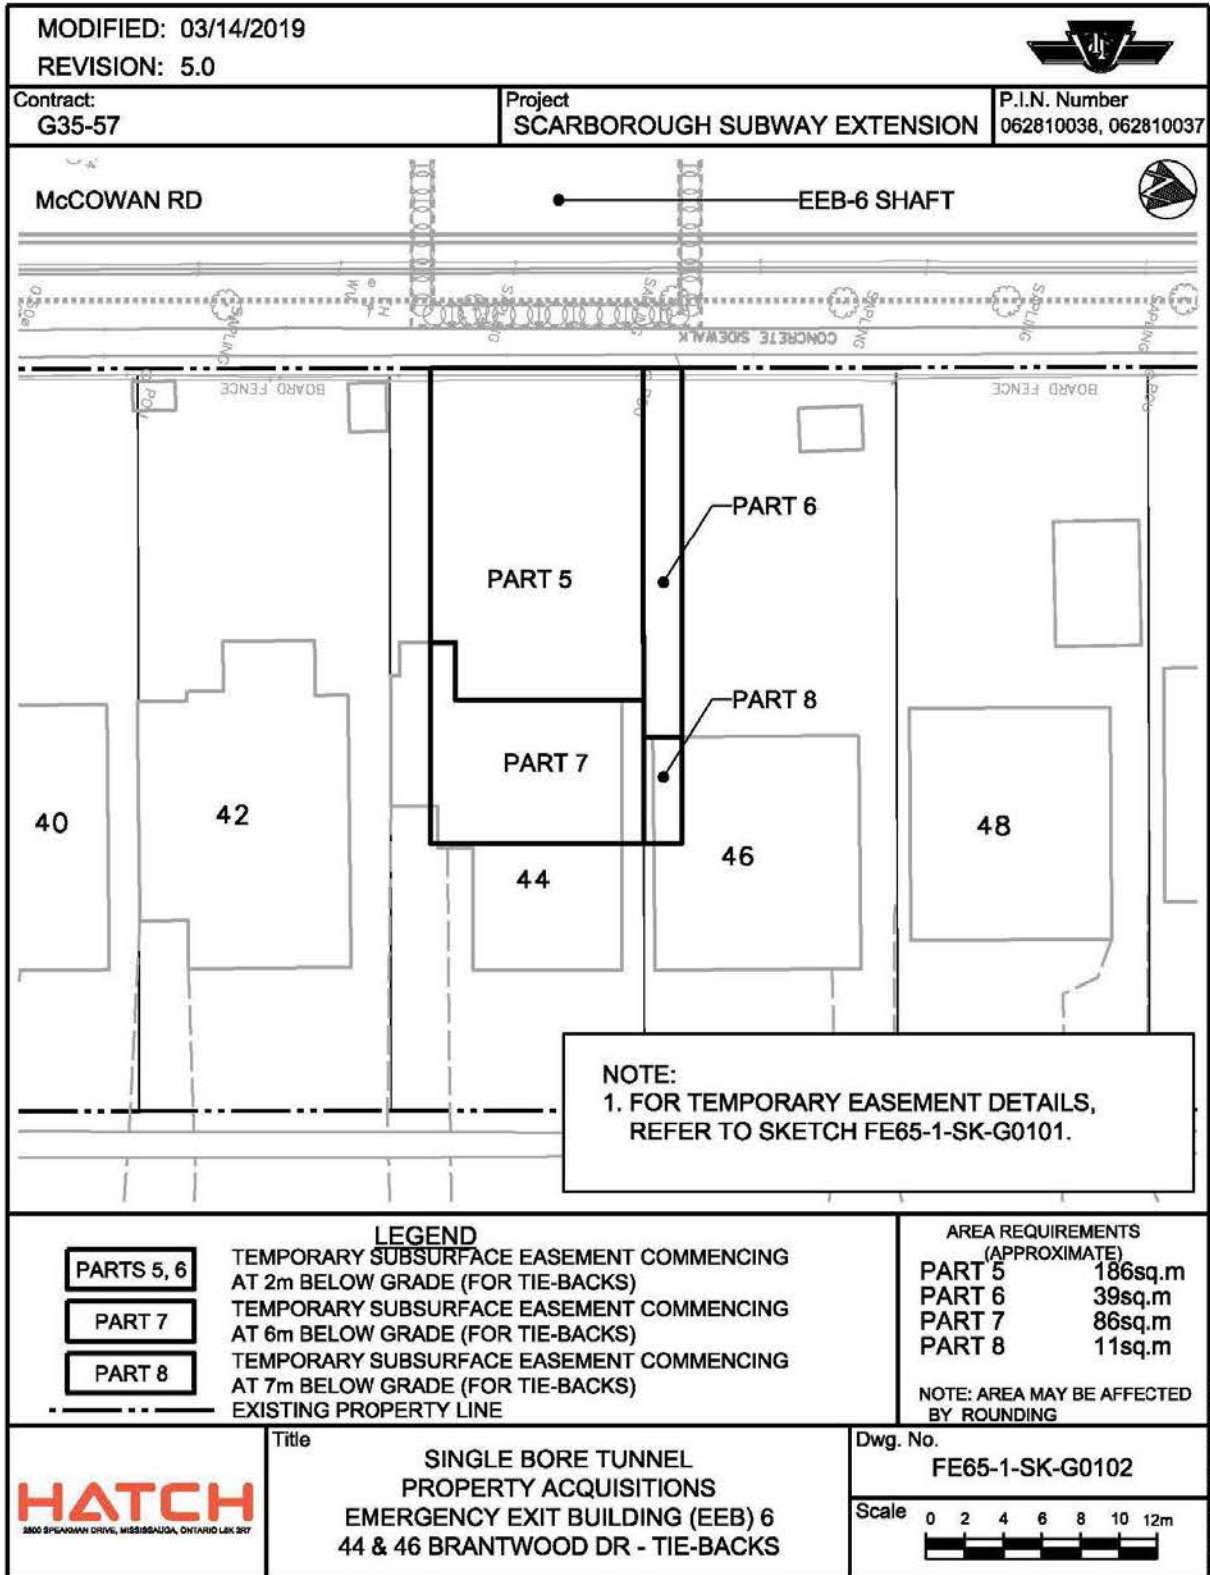 MODIFIED: 03/14/2019
REVISION: 5.0
Contract:
G35-57
Project
SCARBOROUGH SUBWAY EXTENSION
P.I.N. Number
062810038, 062810037
McCOWAN RD
EEB-6 SHAFT
SAPLING
SAPLING
SAPLING
SAPLING
CONCRETE SIDEWALK
BOARD FENCE
BOARD FENCE
PART 6
PART 5
PART 8
PART 7
40
42
44
46
48
NOTE:
1. FOR TEMPORARY EASEMENT DETAILS,
REFER TO SKETCH FE65-1-SK-G0101.
LEGEND
PARTS 5, 6
TEMPORARY SUBSURFACE EASEMENT COMMENCING
AT 2m BELOW GRADE (FOR TIE-BACKS)
PART 7
TEMPORARY SUBSURFACE EASEMENT COMMENCING
AT 6m BELOW GRADE (FOR TIE-BACKS)
PART 8
TEMPORARY SUBSURFACE EASEMENT COMMENCING
AT 7m BELOW GRADE (FOR TIE-BACKS)
EXISTING PROPERTY LINE
AREA REQUIREMENTS
(APPROXIMATE)
PART 5 186sq.m
PART 6 39sq.m
PART 7 86sq.m
PART 8 11sq.m
NOTE: AREA MAY BE AFFECTED
BY ROUNDING
HATCH
2800 SPEAKMAN DRIVE, MISSISSAUGA, ONTARIO L5K 2R7
Title
SINGLE BORE TUNNEL
PROPERTY ACQUISITIONS
EMERGENCY EXIT BUILDING (EEB) 6
44 & 46 BRANTWOOD DR - TIE-BACKS
Dwg. No.
FE65-1-SK-G0102
Scale
0 2 4 6 8 10 12m